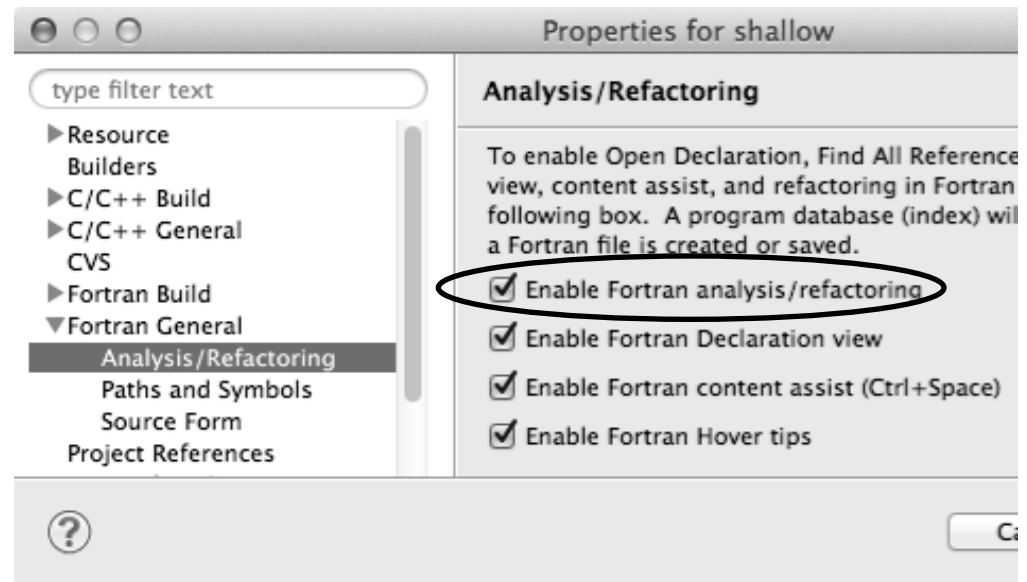 Properties for shallow
type filter text
Resource
Builders
C/C++ Build
C/C++ General
CVS
Fortran Build
Fortran General
Analysis/Refactoring
Paths and Symbols
Source Form
Project References
Analysis/Refactoring
To enable Open Declaration, Find All Reference
view, content assist, and refactoring in Fortran
following box. A program database (index) wil
a Fortran file is created or saved.
Enable Fortran analysis/refactoring
Enable Fortran Declaration view
Enable Fortran content assist (Ctrl+Space)
Enable Fortran Hover tips
?
Ca